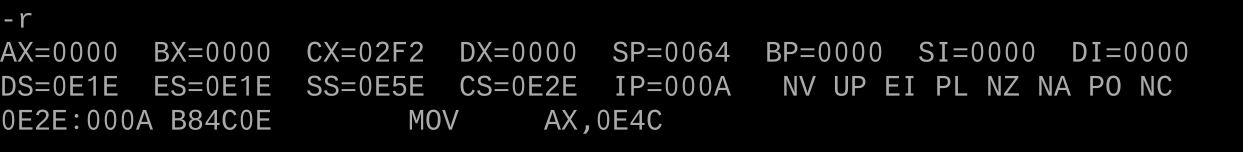 -r
AX=0000  BX=0000  CX=02F2  DX=0000  SP=0064  BP=0000  SI=0000  DI=0000
DS=0E1E  ES=0E1E  SS=0E5E  CS=0E2E  IP=000A   NV UP EI PL NZ NA PO NC
0E2E:000A B84C0E        MOV     AX,0E4C